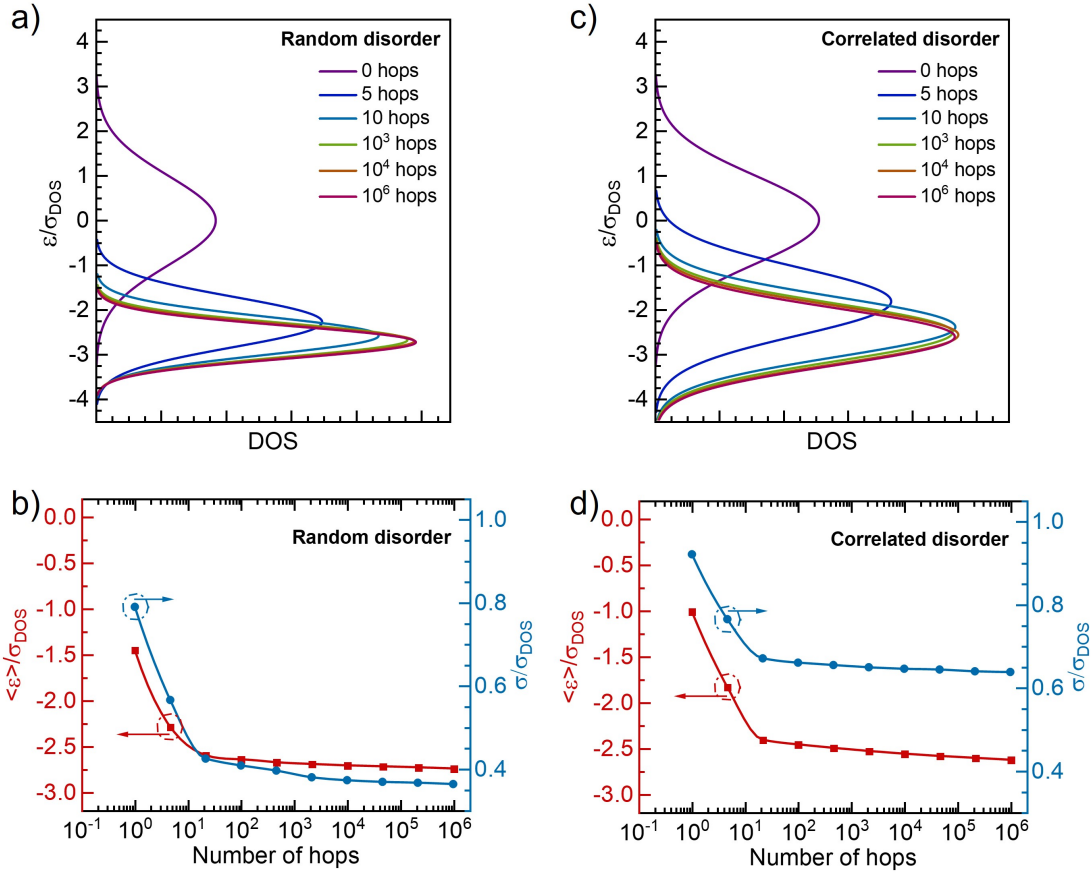 a)
Random disorder
0 hops
5 hops
10 hops
10³ hops
10⁴ hops
10⁶ hops
4
3
2
1
0
-1
-2
-3
-4
ε/σDOS
DOS
c)
Correlated disorder
0 hops
5 hops
10 hops
10³ hops
10⁴ hops
10⁶ hops
4
3
2
1
0
-1
-2
-3
-4
ε/σDOS
DOS
b)
Random disorder
0.0
-0.5
-1.0
-1.5
-2.0
-2.5
-3.0
<ε>/σDOS
1.0
0.8
0.6
0.4
σ/σDOS
10⁻¹ 10⁰ 10¹ 10² 10³ 10⁴ 10⁵ 10⁶
Number of hops
d)
Correlated disorder
0.0
-0.5
-1.0
-1.5
-2.0
-2.5
-3.0
<ε>/σDOS
1.0
0.8
0.6
0.4
σ/σDOS
10⁻¹ 10⁰ 10¹ 10² 10³ 10⁴ 10⁵ 10⁶
Number of hops